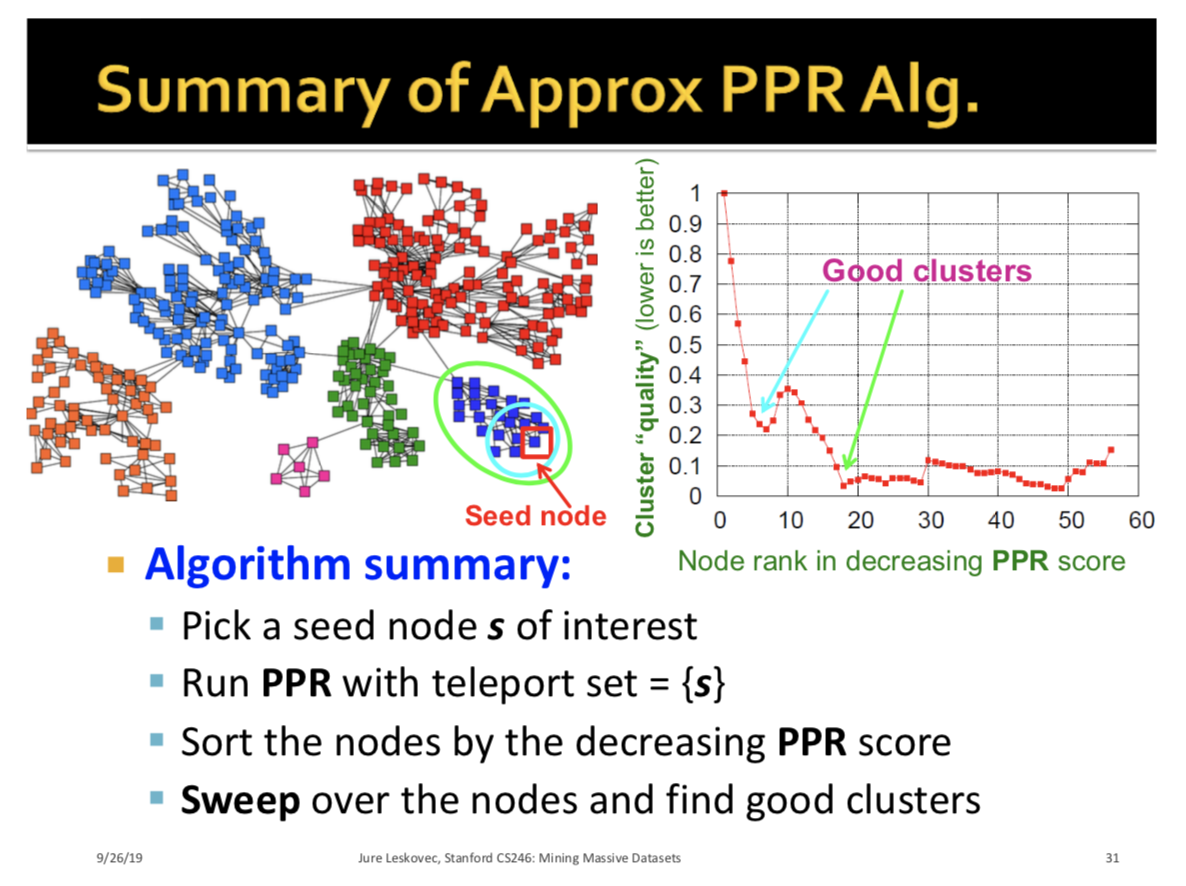 Summary of Approx PPR Alg.
Seed node
Cluster “quality” (lower is better)
1
0.9
0.8
0.7
0.6
0.5
0.4
0.3
0.2
0.1
0
Good clusters
0 10 20 30 40 50 60
Node rank in decreasing PPR score
Algorithm summary:
Pick a seed node s of interest
Run PPR with teleport set = {s}
Sort the nodes by the decreasing PPR score
Sweep over the nodes and find good clusters
9/26/19 Jure Leskovec, Stanford CS246: Mining Massive Datasets 31